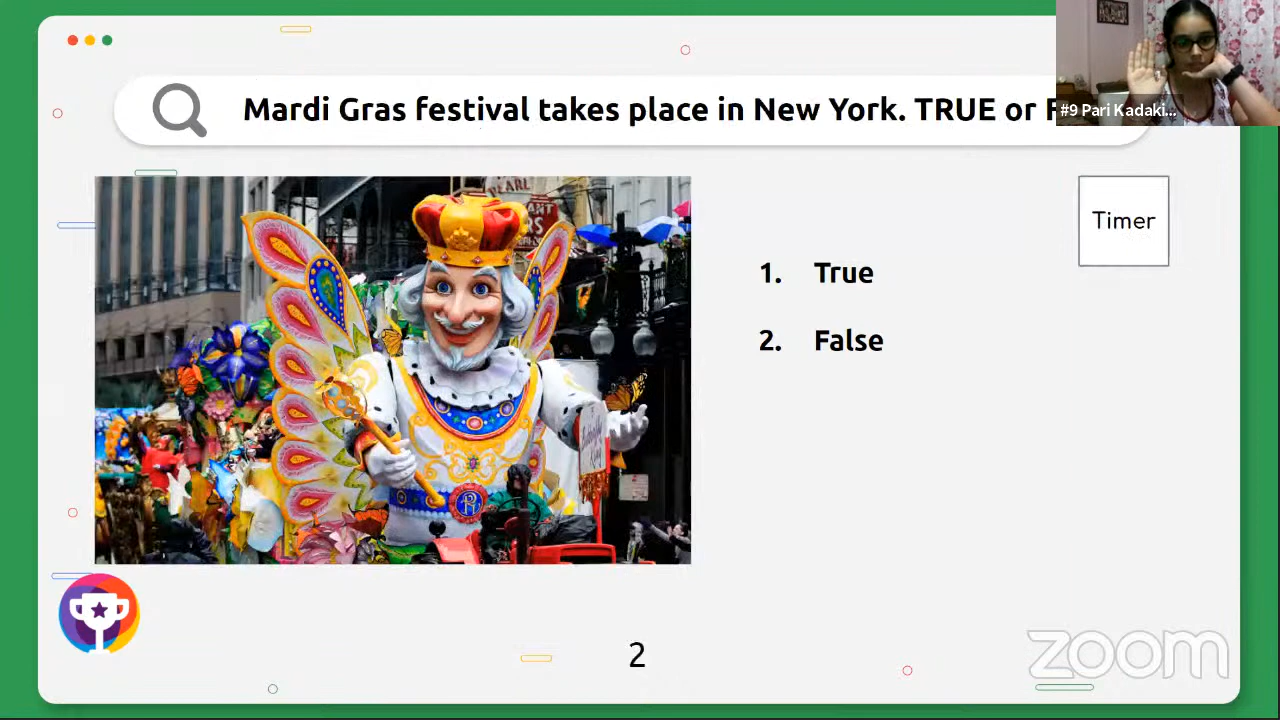 Mardi Gras festival takes place in New York. TRUE or F
#9 Pari Kadaki...
PEARL
Timer
1. True
2. False
2
zoom